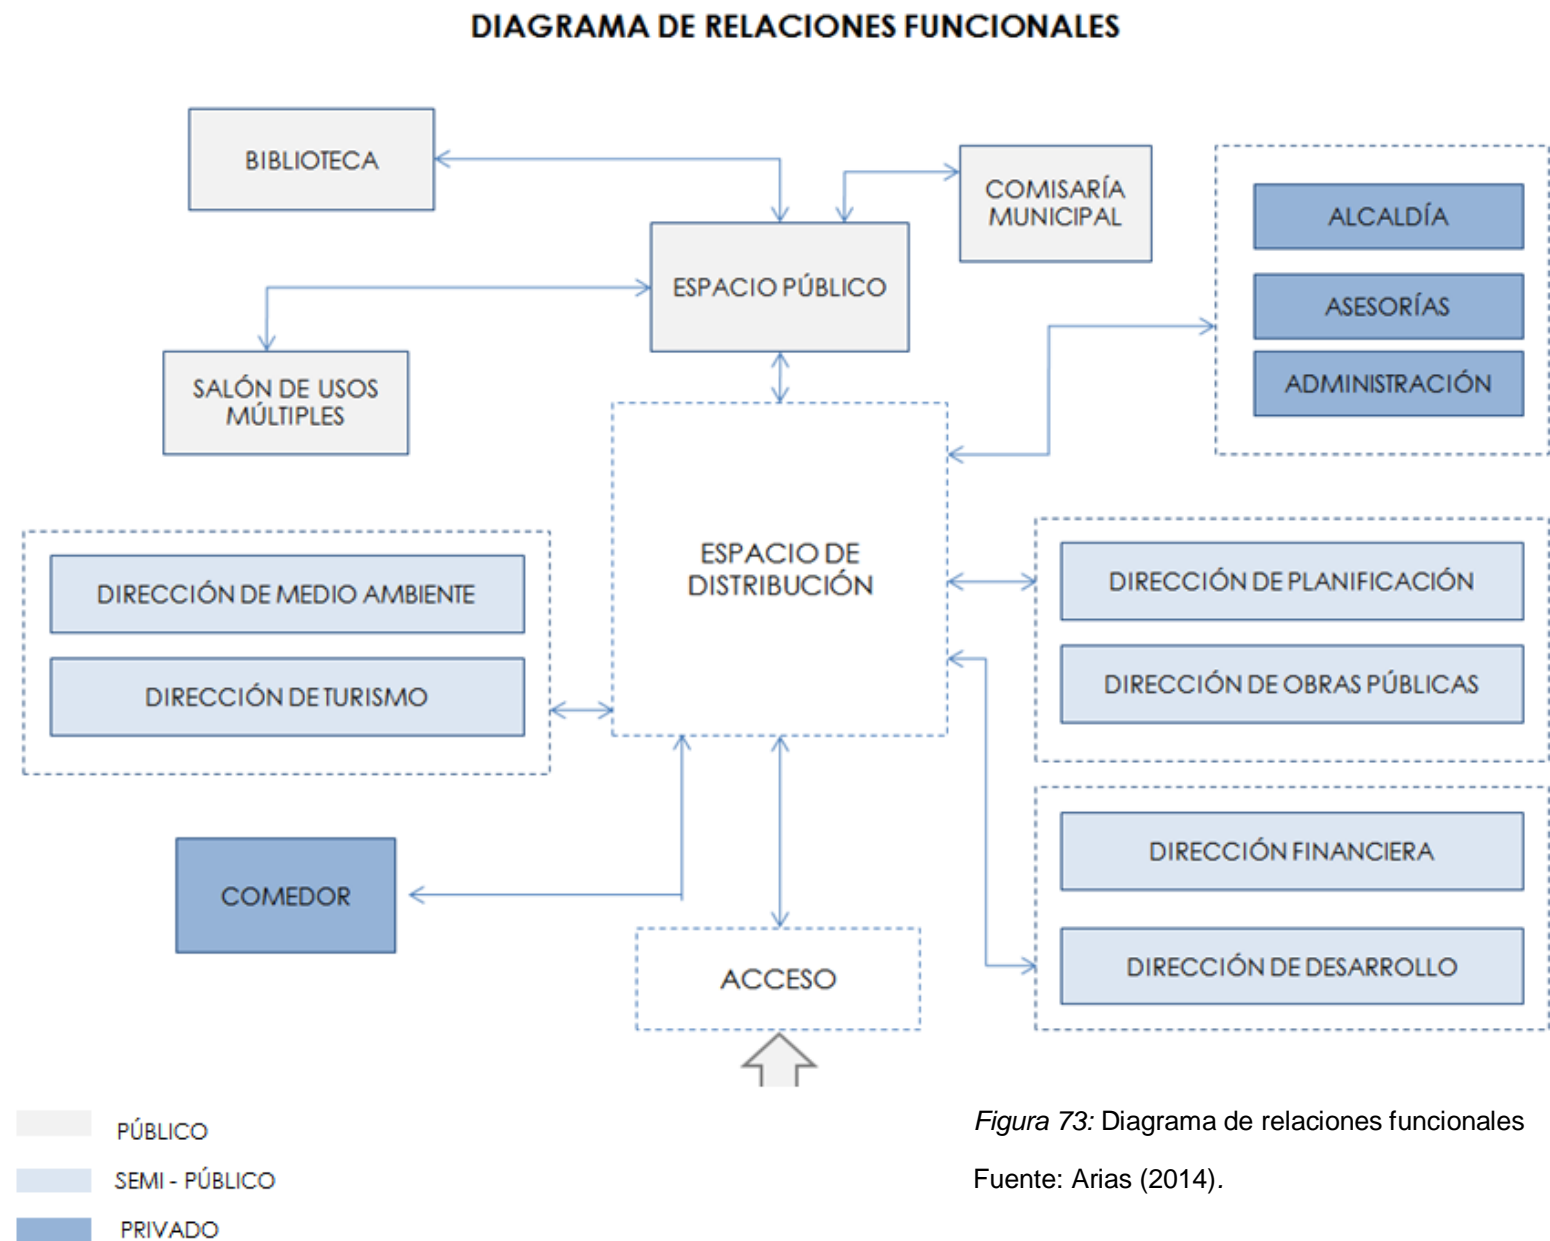 DIAGRAMA DE RELACIONES FUNCIONALES
BIBLIOTECA
COMISARÍA
MUNICIPAL
ALCALDÍA
ESPACIO PÚBLICO
ASESORÍAS
SALÓN DE USOS
MÚLTIPLES
ADMINISTRACIÓN
ESPACIO DE
DISTRIBUCIÓN
DIRECCIÓN DE MEDIO AMBIENTE
DIRECCIÓN DE TURISMO
DIRECCIÓN DE PLANIFICACIÓN
DIRECCIÓN DE OBRAS PÚBLICAS
DIRECCIÓN FINANCIERA
DIRECCIÓN DE DESARROLLO
COMEDOR
ACCESO
PÚBLICO
SEMI - PÚBLICO
PRIVADO
Figura 73: Diagrama de relaciones funcionales
Fuente: Arias (2014).